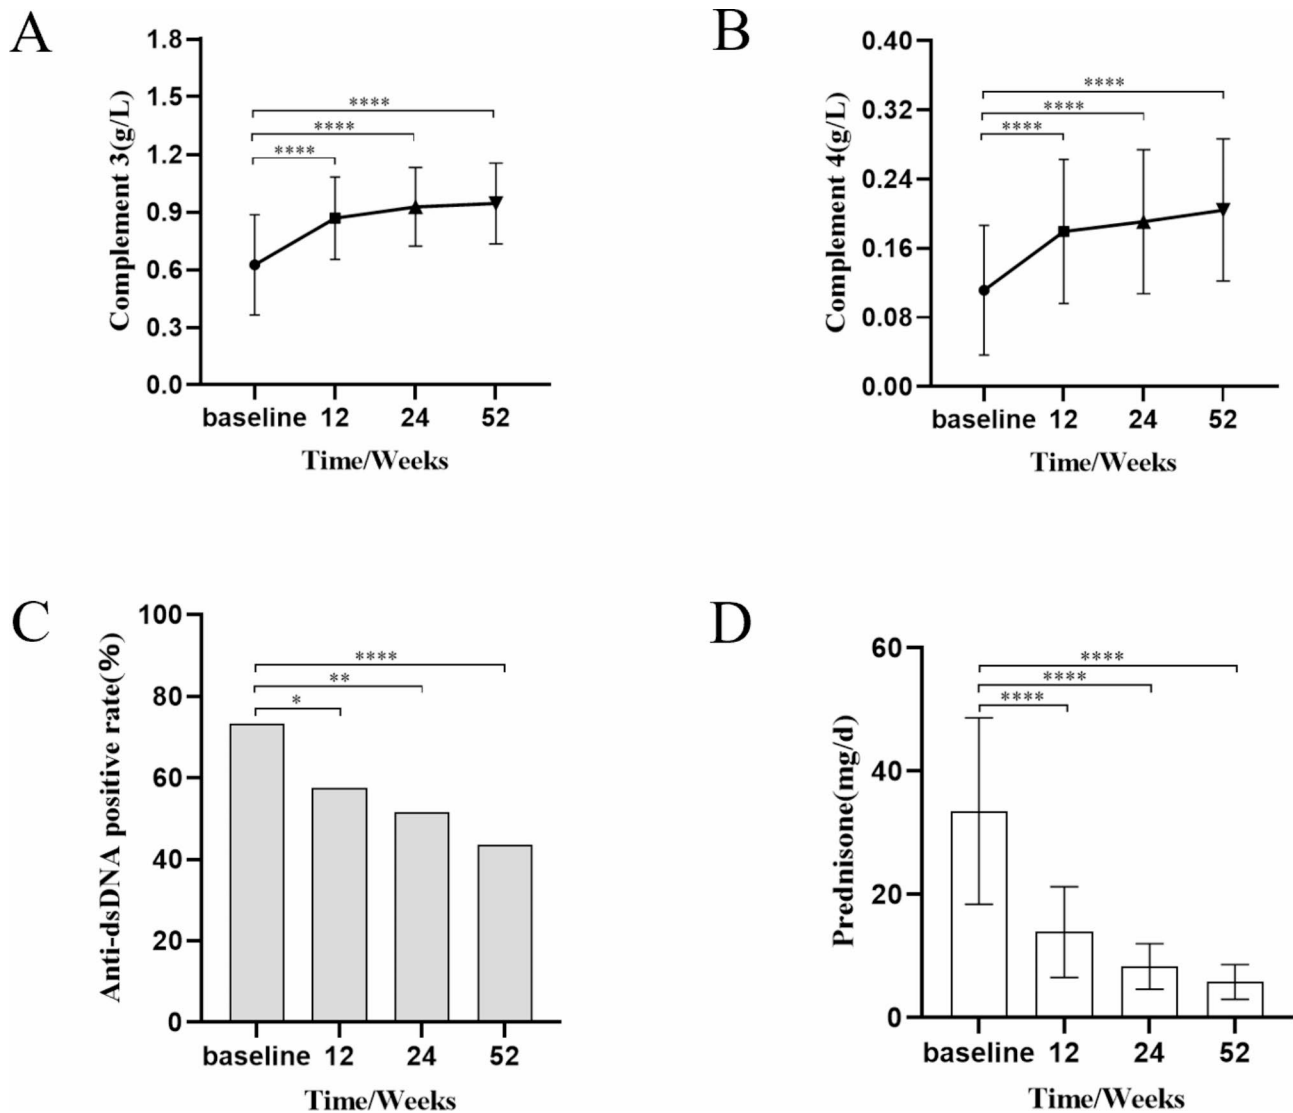 A
Complement 3(g/L)
1.8
1.5
1.2
0.9
0.6
0.3
0.0
****
****
****
baseline 12 24 52
Time/Weeks
B
Complement 4(g/L)
0.40
0.32
0.24
0.16
0.08
0.00
****
****
****
baseline 12 24 52
Time/Weeks
C
Anti-dsDNA positive rate(%)
100
80
60
40
20
0
****
**
*
baseline 12 24 52
Time/Weeks
D
Prednisone(mg/d)
60
40
20
0
****
****
****
baseline 12 24 52
Time/Weeks